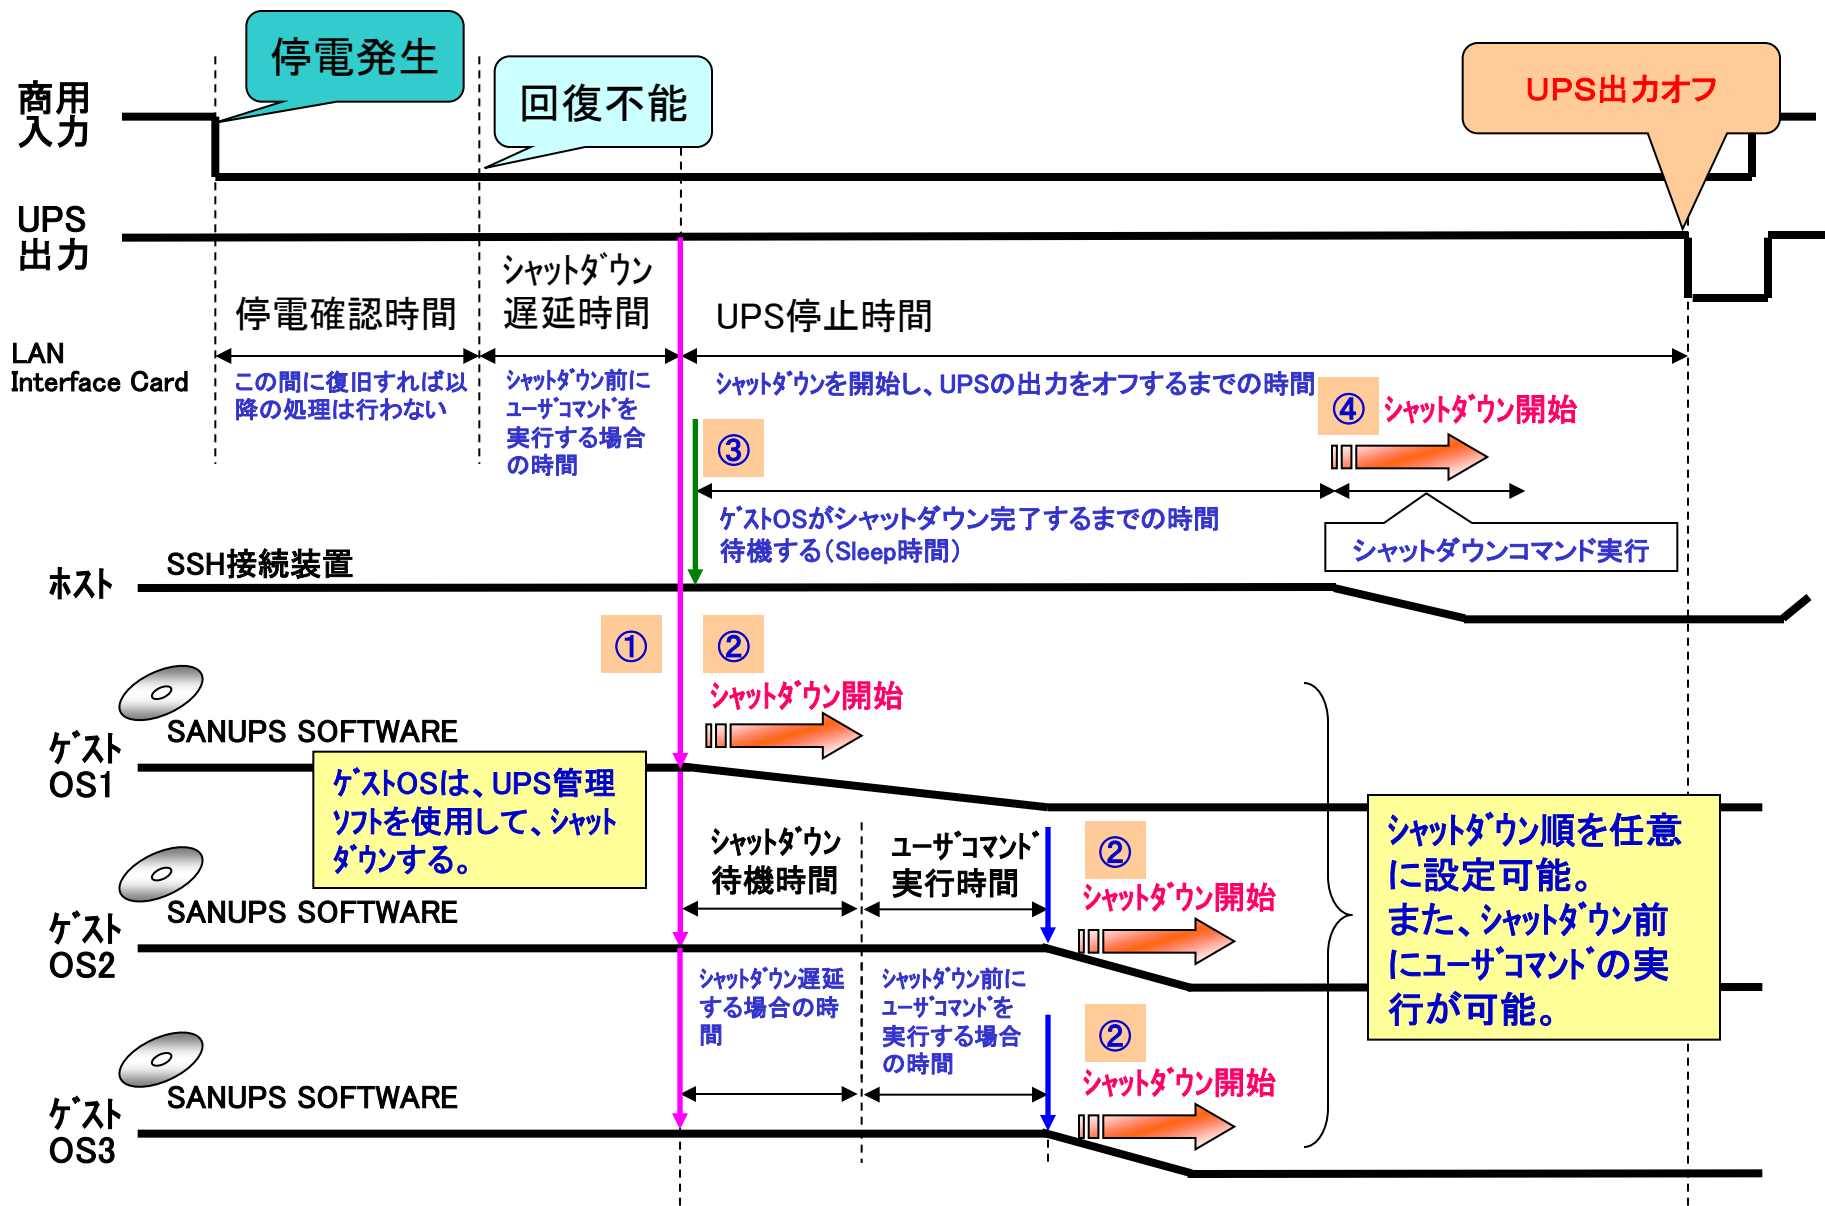 停電発生
回復不能
UPS出力オフ
商用
入力
UPS
出力
ｼｬｯﾄﾀﾞｳﾝ
遅延時間
停電確認時間
UPS停止時間
LAN
Interface Card
この間に復旧すれば以
降の処理は行わない
ｼｬｯﾄﾀﾞｳﾝ前に
ﾕｰｻﾞｺﾏﾝﾄﾞを
実行する場合
の時間
ｼｬｯﾄﾀﾞｳﾝを開始し、UPSの出力をオフするまでの時間
④
ｼｬｯﾄﾀﾞｳﾝ開始
③
ｹﾞｽﾄOSがシャットダウン完了するまでの時間
待機する（Sleep時間）
シャットダウンコマンド実行
SSH接続装置
ﾎｽﾄ
①
②
ｼｬｯﾄﾀﾞｳﾝ開始
SANUPS SOFTWARE
ｹﾞｽﾄ
OS1
ｹﾞｽﾄOSは、UPS管理
ｿﾌﾄを使用して、ｼｬｯﾄ
ﾀﾞｳﾝする。
ｼｬｯﾄﾀﾞｳﾝ
待機時間
ﾕｰｻﾞｺﾏﾝﾄﾞ
実行時間
②
ｼｬｯﾄﾀﾞｳﾝ開始
ｼｬｯﾄﾀﾞｳﾝ順を任意
に設定可能。
また、ｼｬｯﾄﾀﾞｳﾝ前
にﾕｰｻﾞｺﾏﾝﾄﾞの実
行が可能。
SANUPS SOFTWARE
ｹﾞｽﾄ
OS2
ｼｬｯﾄﾀﾞｳﾝ遅延
する場合の時
間
ｼｬｯﾄﾀﾞｳﾝ前に
ﾕｰｻﾞｺﾏﾝﾄﾞを
実行する場合
の時間
②
ｼｬｯﾄﾀﾞｳﾝ開始
SANUPS SOFTWARE
ｹﾞｽﾄ
OS3